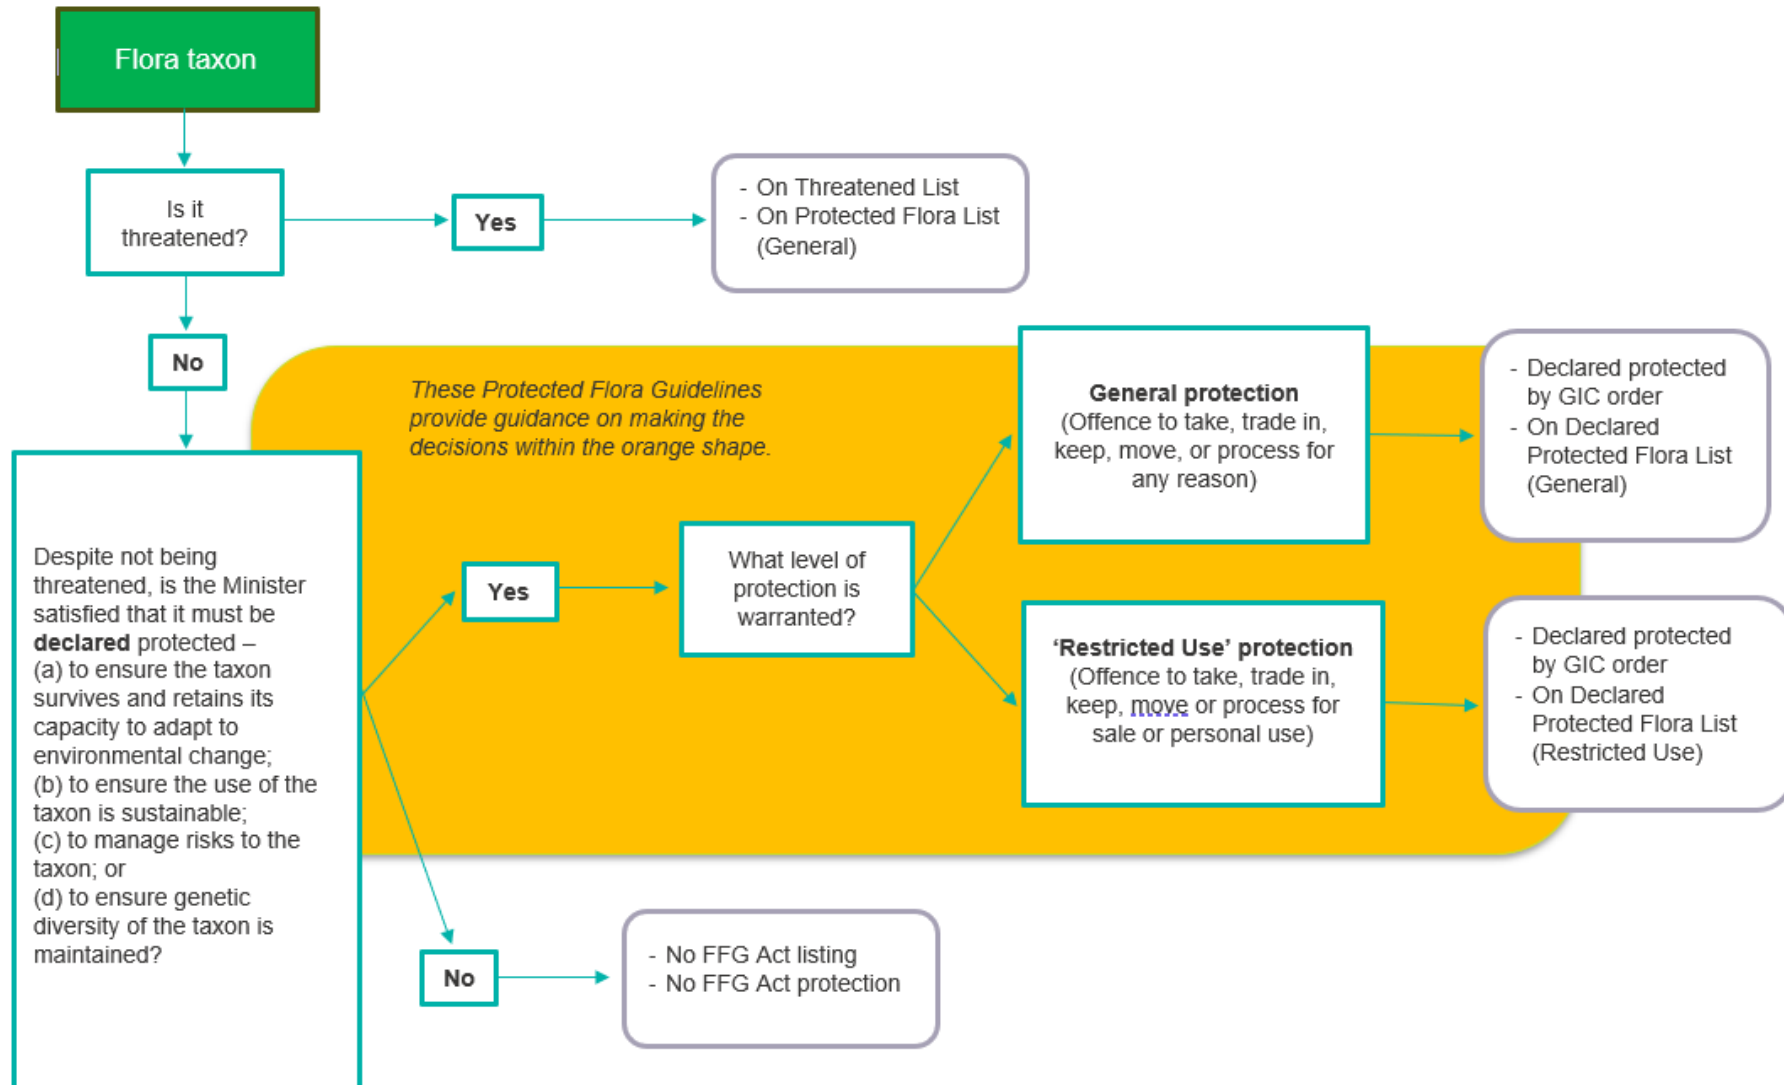 Flora taxon
Is it
threatened?
Yes
- On Threatened List
- On Protected Flora List
(General)
No
These Protected Flora Guidelines
provide guidance on making the
decisions within the orange shape.
General protection
(Offence to take, trade in,
keep, move, or process for
any reason)
- Declared protected
by GIC order
- On Declared
Protected Flora List
(General)
Despite not being
threatened, is the Minister
satisfied that it must be
declared protected –
(a) to ensure the taxon
survives and retains its
capacity to adapt to
environmental change;
(b) to ensure the use of the
taxon is sustainable;
(c) to manage risks to the
taxon; or
(d) to ensure genetic
diversity of the taxon is
maintained?
Yes
What level of
protection is
warranted?
‘Restricted Use’ protection
(Offence to take, trade in,
keep, move or process for
sale or personal use)
- Declared protected
by GIC order
- On Declared
Protected Flora List
(Restricted Use)
No
- No FFG Act listing
- No FFG Act protection